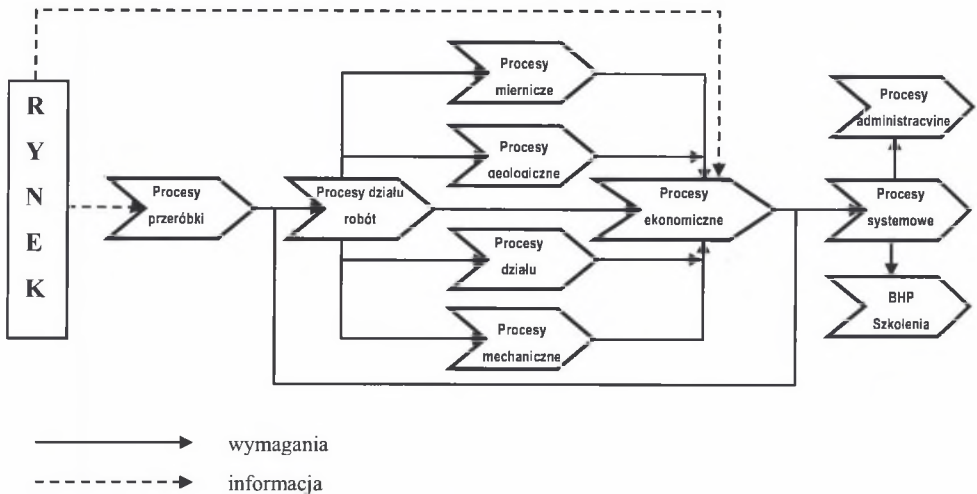 R
Y
N
E
K
Procesy
przeróbki
Procesy działu
robót
Procesy
miernicze
Procesy
geologiczne
Procesy
działu
Procesy
mechaniczne
Procesy
ekonomiczne
Procesy
administracyjne
Procesy
systemowe
BHP
Szkolenia
wymagania
informacja